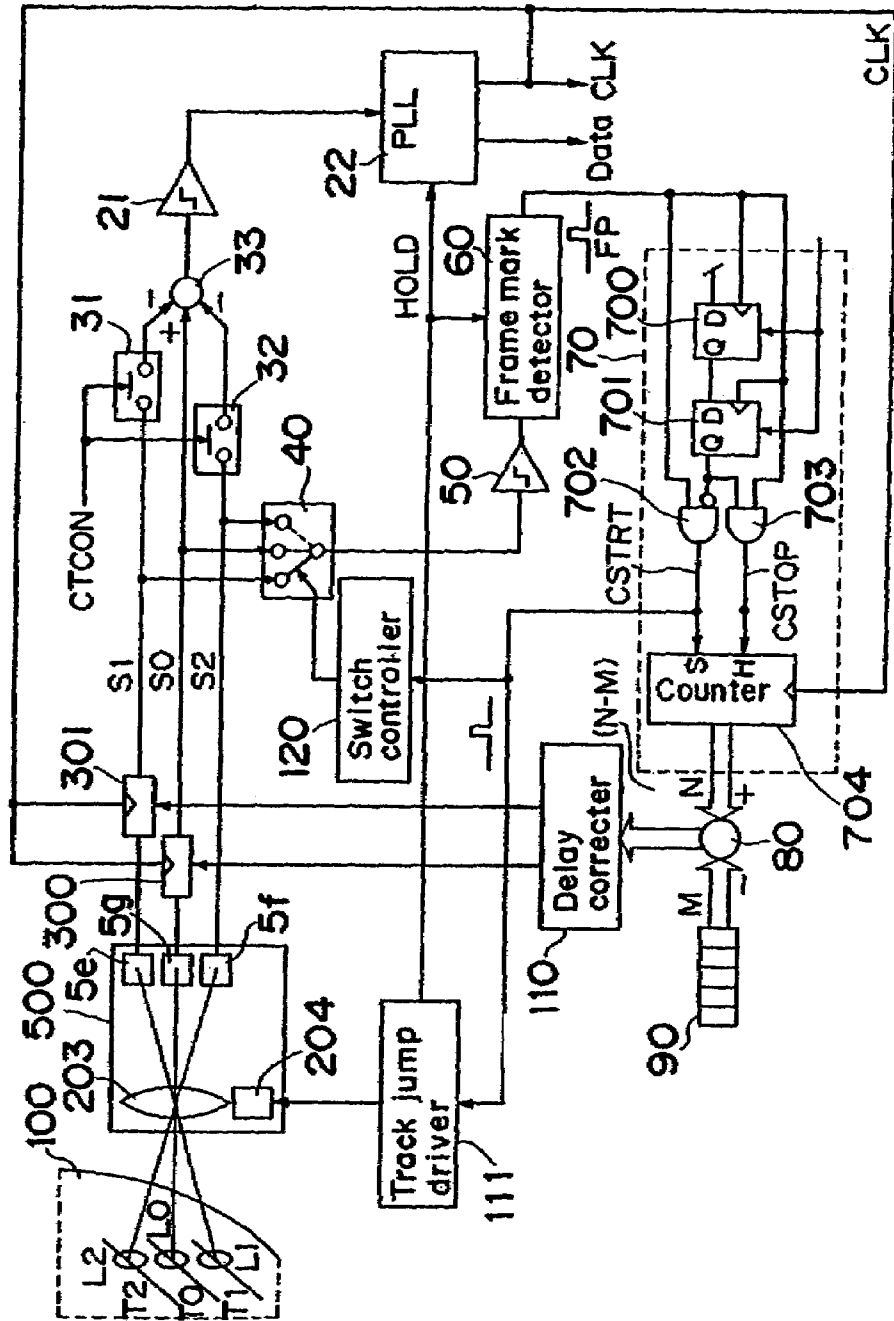 100
203
500
5e
300
5g
5f
301
204
L2
L0
L1
T2
T0
T1
S1
S0
S2
CTCON
31
32
33
21
+
−
−
40
PLL
22
HOLD
Data
CLK
CLK
Switch
controller
120
50
60
Frame mark
detector
FP
Track jump
driver
111
Delay
correcter
110
(N-M)
70
700
701
Q D
Q D
702
703
CSTRT
CSTOP
S
H
Counter
704
N
+
80
M
−
90